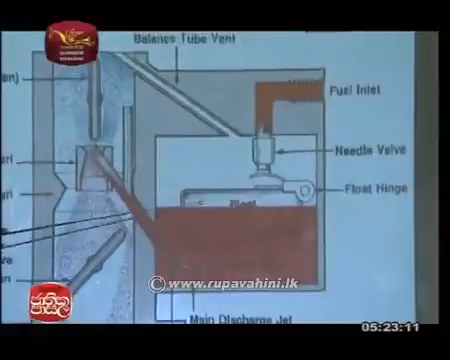 Balance Tube Vent
Fuel Inlet
Needle Valve
Float Hinge
Float
Main Discharge Jet
© www.rupavahini.lk
ජාතික
පාසල
05:23:11